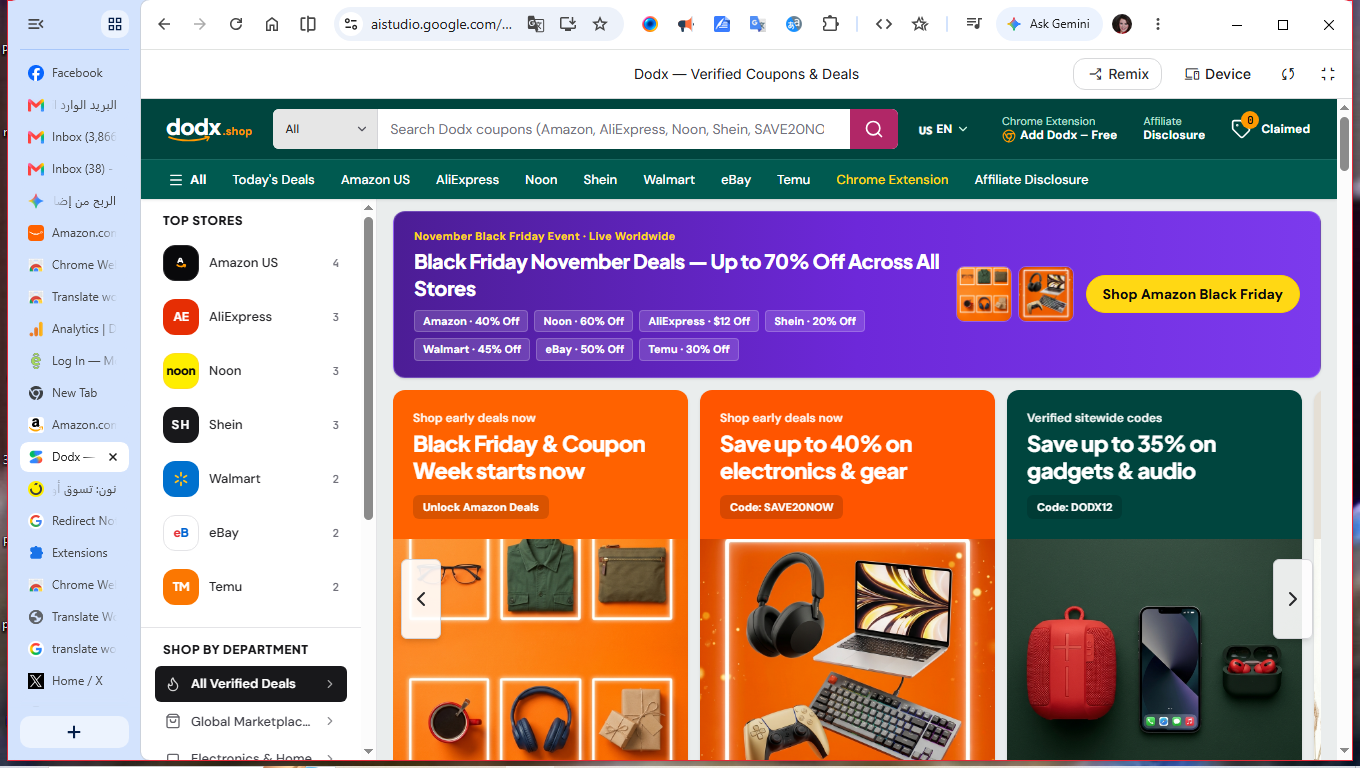 aistudio.google.com/...
Ask Gemini
Facebook
البريد الوارد
Inbox (3,866
Inbox (38) -
الربح من إضا
Amazon.con
Chrome We
Translate wo
Analytics | D
Log In — M
New Tab
Amazon.con
Dodx —
نون: تسوق أو
Redirect No
Extensions
Chrome We
Translate Wo
translate wo
Home / X
Dodx — Verified Coupons & Deals
Remix
Device
dodx.shop
All
Search Dodx coupons (Amazon, AliExpress, Noon, Shein, SAVE20NO
US EN
Chrome Extension
Add Dodx – Free
Affiliate
Disclosure
0
Claimed
All
Today's Deals
Amazon US
AliExpress
Noon
Shein
Walmart
eBay
Temu
Chrome Extension
Affiliate Disclosure
TOP STORES
Amazon US 4
AE AliExpress 3
noon Noon 3
SH Shein 3
Walmart 2
eB eBay 2
TM Temu 2
SHOP BY DEPARTMENT
All Verified Deals
Global Marketplac...
Electronics & Home
November Black Friday Event · Live Worldwide
Black Friday November Deals — Up to 70% Off Across All
Stores
Amazon · 40% Off
Noon · 60% Off
AliExpress · $12 Off
Shein · 20% Off
Walmart · 45% Off
eBay · 50% Off
Temu · 30% Off
Shop Amazon Black Friday
Shop early deals now
Black Friday & Coupon
Week starts now
Unlock Amazon Deals
Shop early deals now
Save up to 40% on
electronics & gear
Code: SAVE20NOW
Verified sitewide codes
Save up to 35% on
gadgets & audio
Code: DODX12